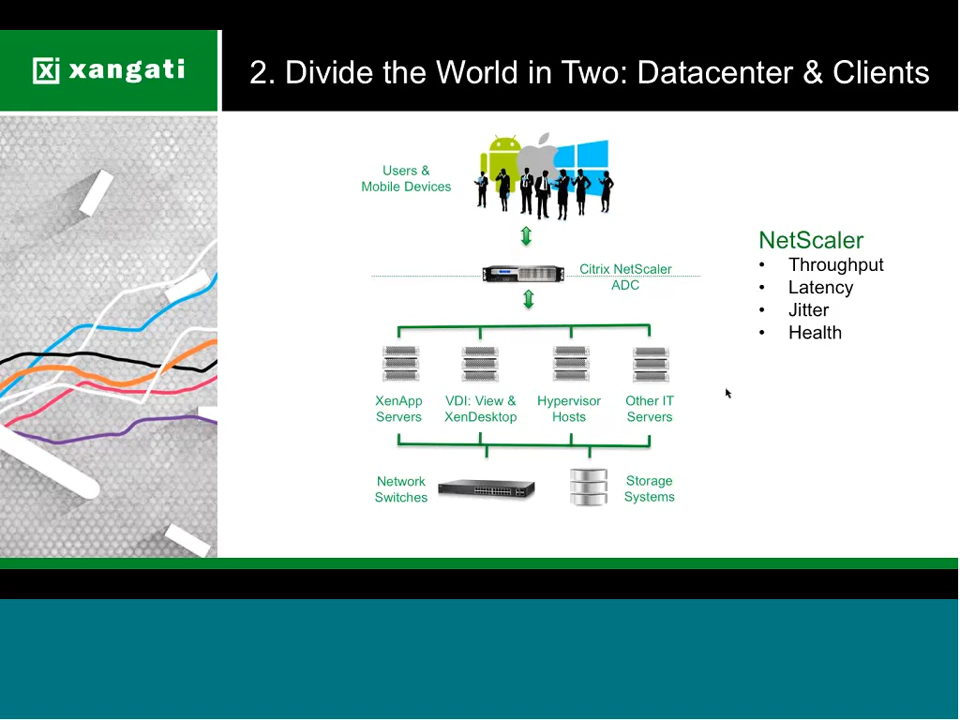 xi xangati
2. Divide the World in Two: Datacenter & Clients
Users &
Mobile Devices
Citrix NetScaler
ADC
NetScaler
• Throughput
• Latency
• Jitter
• Health
XenApp
Servers
VDI: View &
XenDesktop
Hypervisor
Hosts
Other IT
Servers
Network
Switches
Storage
Systems